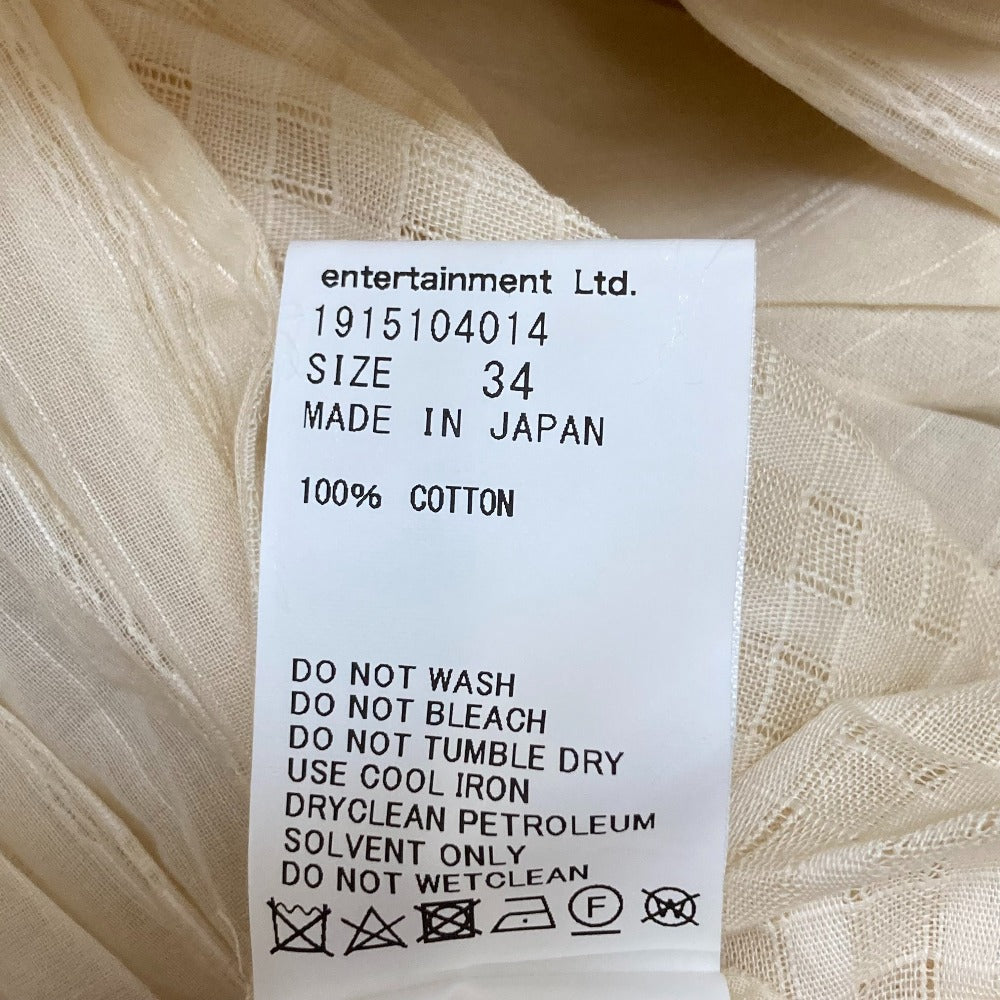 entertainment Ltd.
1915104014
SIZE 34
MADE IN JAPAN
100% COTTON
DO NOT WASH
DO NOT BLEACH
DO NOT TUMBLE DRY
USE COOL IRON
DRYCLEAN PETROLEUM
SOLVENT ONLY
DO NOT WETCLEAN
F W